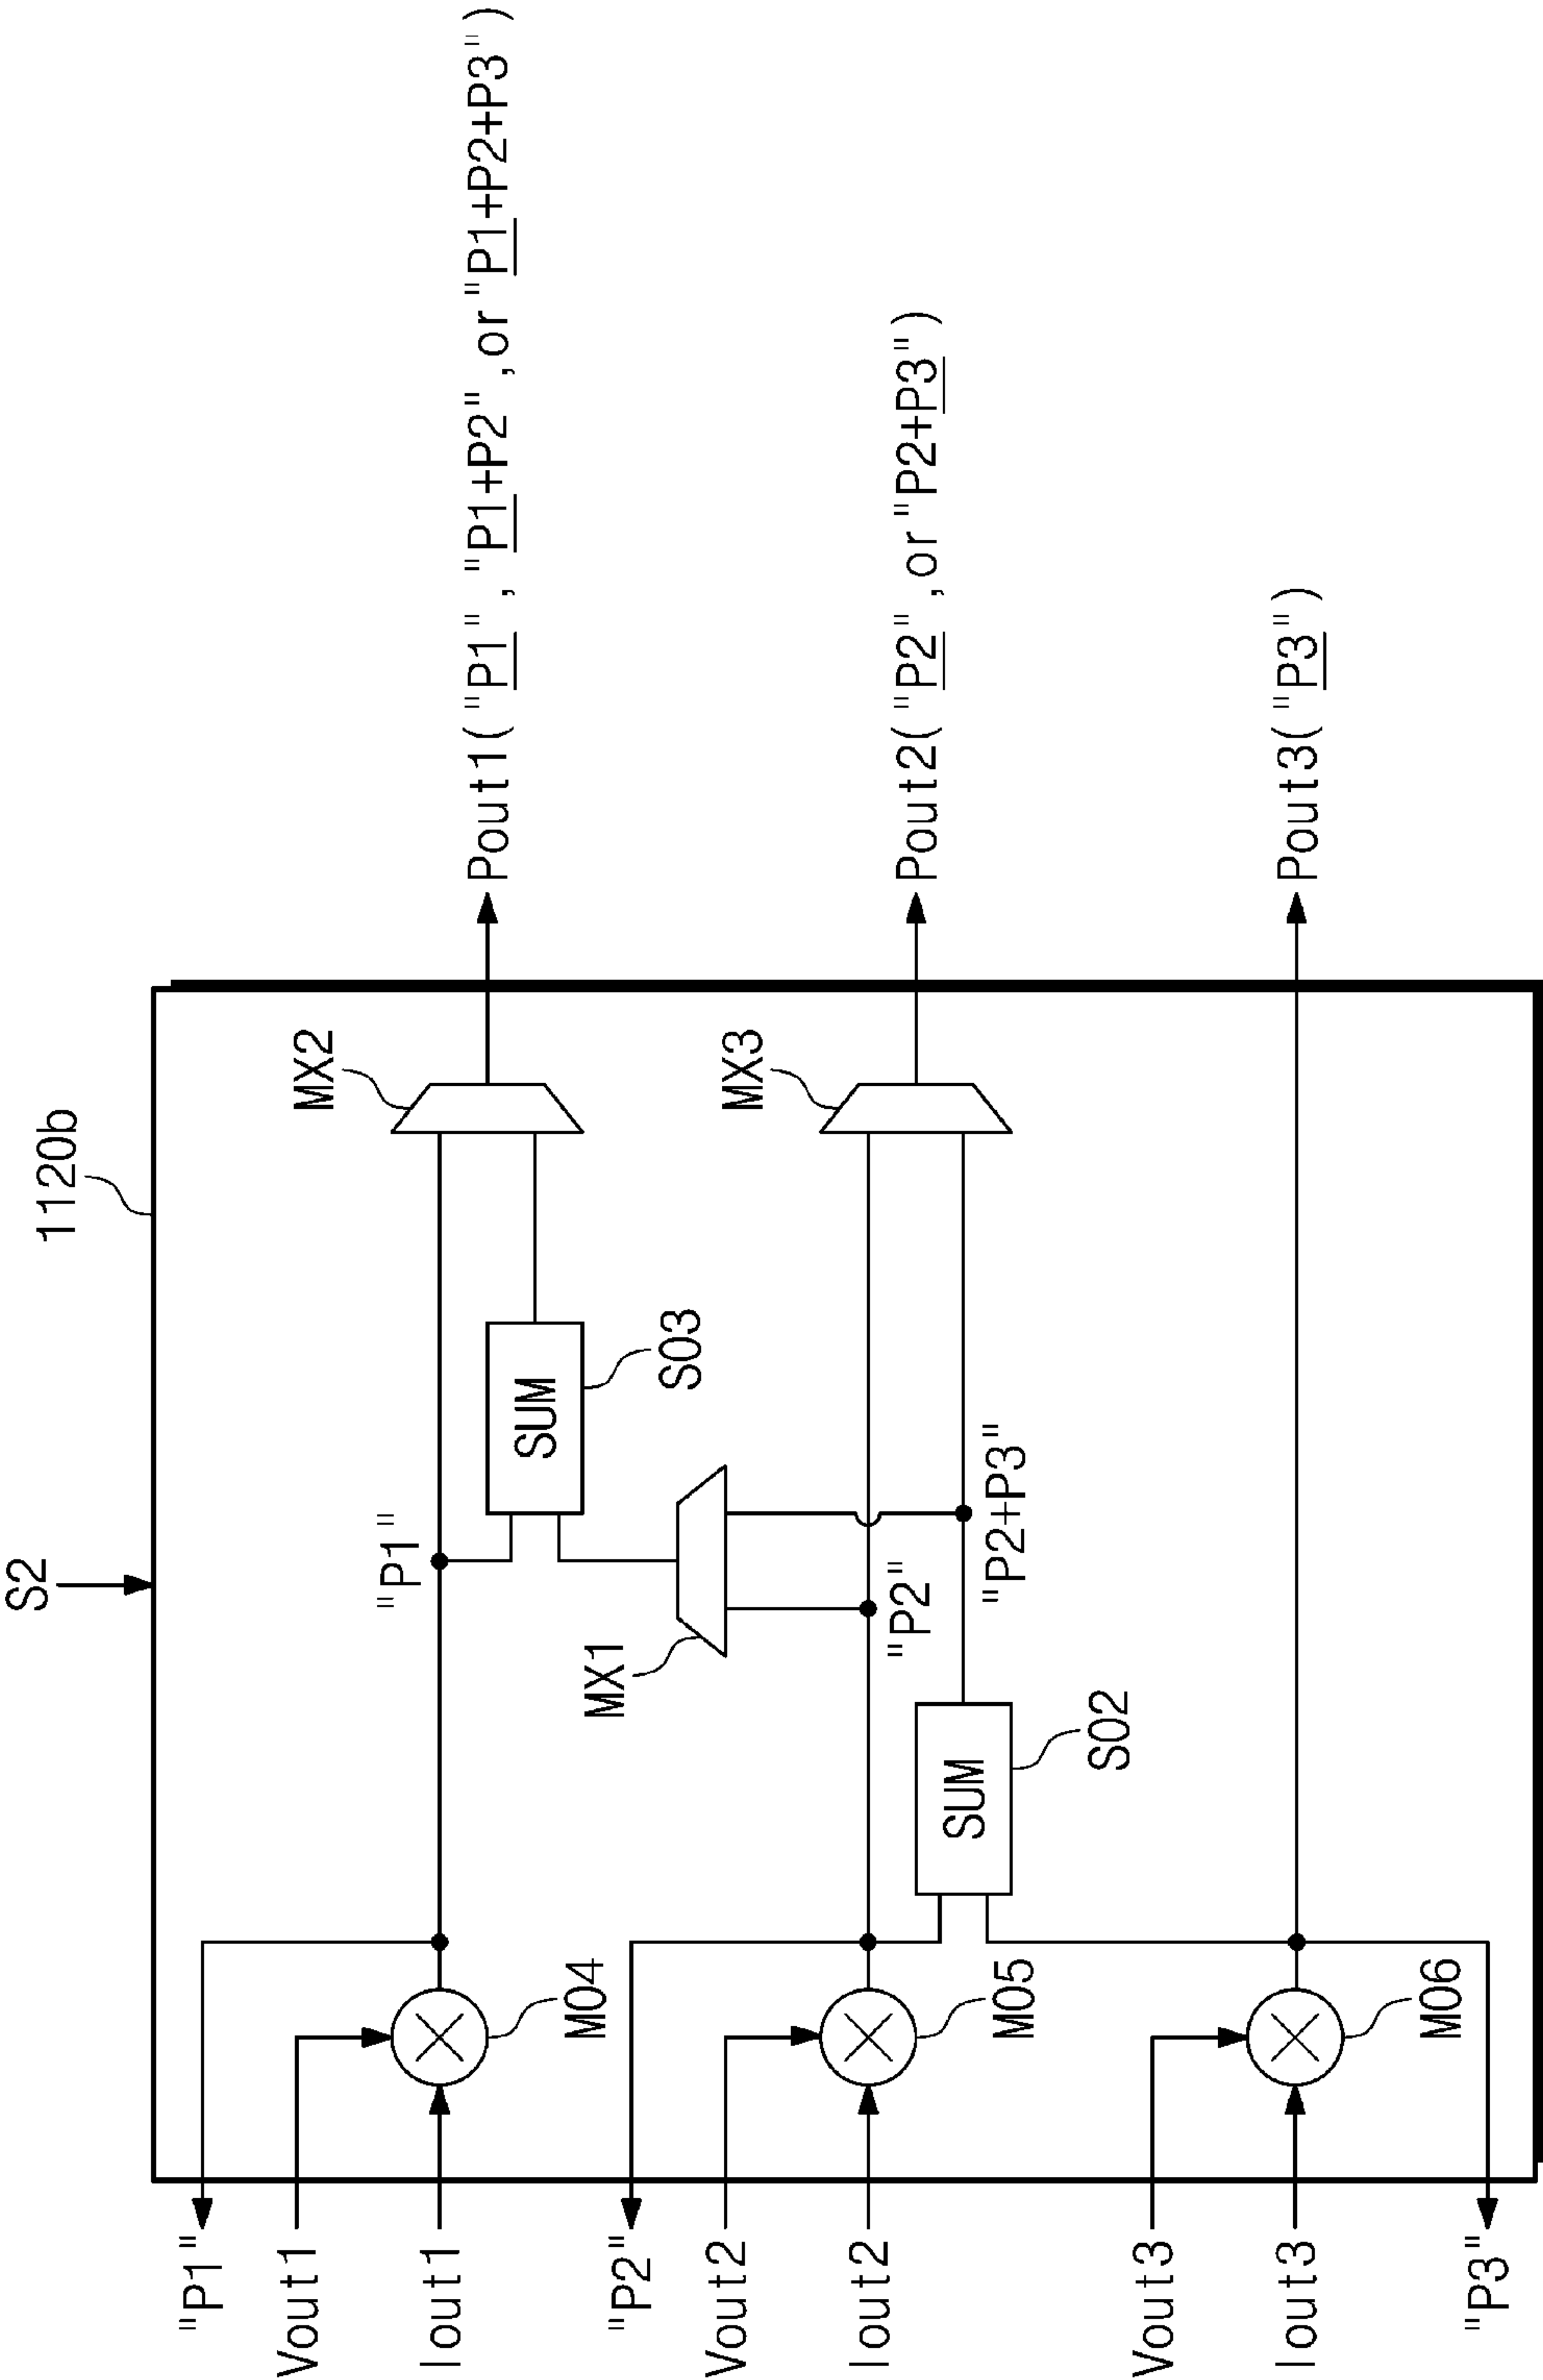 S2
1120b
"P1"
Vout1
Iout1
M04
"P1"
SUM
S03
MX2
Pout1("P1","P1+P2",or"P1+P2+P3")
MX1
"P2"
Vout2
Iout2
M05
"P2"
SUM
S02
"P2+P3"
MX3
Pout2("P2",or"P2+P3")
Vout3
Iout3
M06
"P3"
Pout3("P3")